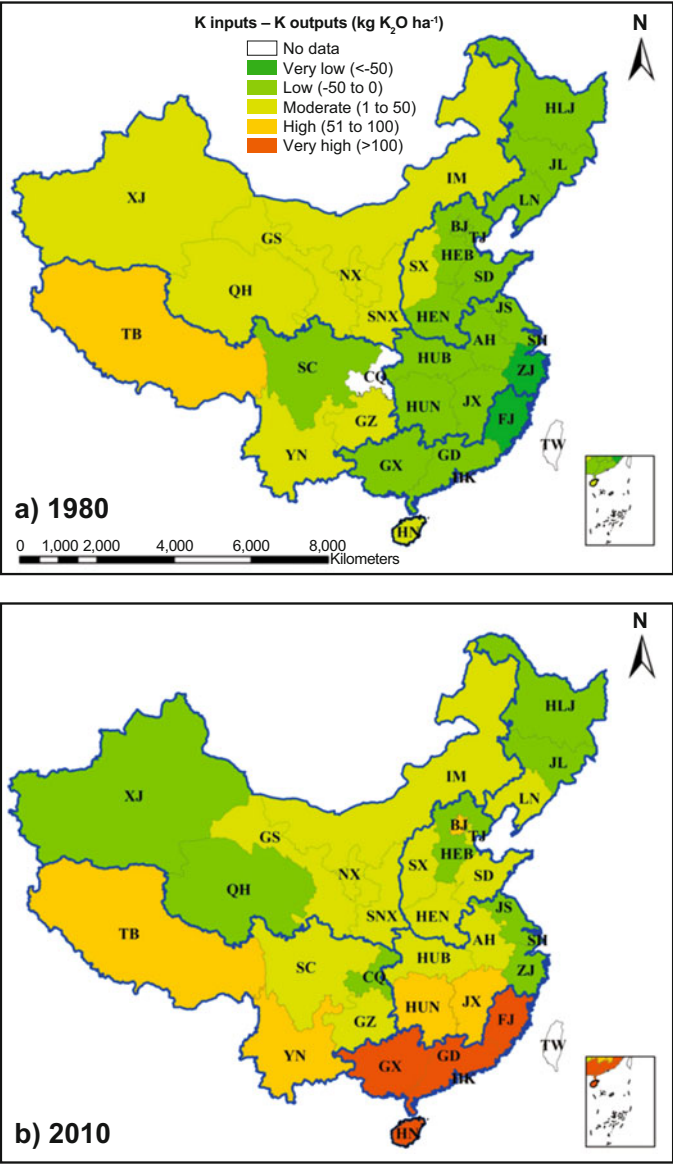 K inputs – K outputs (kg K₂O ha⁻¹)
N
No data
Very low (<-50)
Low (-50 to 0)
Moderate (1 to 50)
High (51 to 100)
Very high (>100)
HLJ
JL
LN
IM
XJ
GS
BJ
TJ
HEB
SX
NX
SD
QH
SNX
HEN
JS
TB
AH
SH
HUB
SC
CQ
ZJ
HUN
JX
GZ
FJ
YN
GD
TW
GX
HK
HN
a) 1980
0 1,000 2,000 4,000 6,000 8,000
Kilometers
N
HLJ
JL
IM
XJ
LN
BJ
TJ
GS
HEB
SX
NX
SD
QH
SNX
HEN
JS
TB
AH
SH
HUB
SC
CQ
ZJ
HUN
JX
GZ
FJ
YN
GD
TW
GX
HK
HN
b) 2010